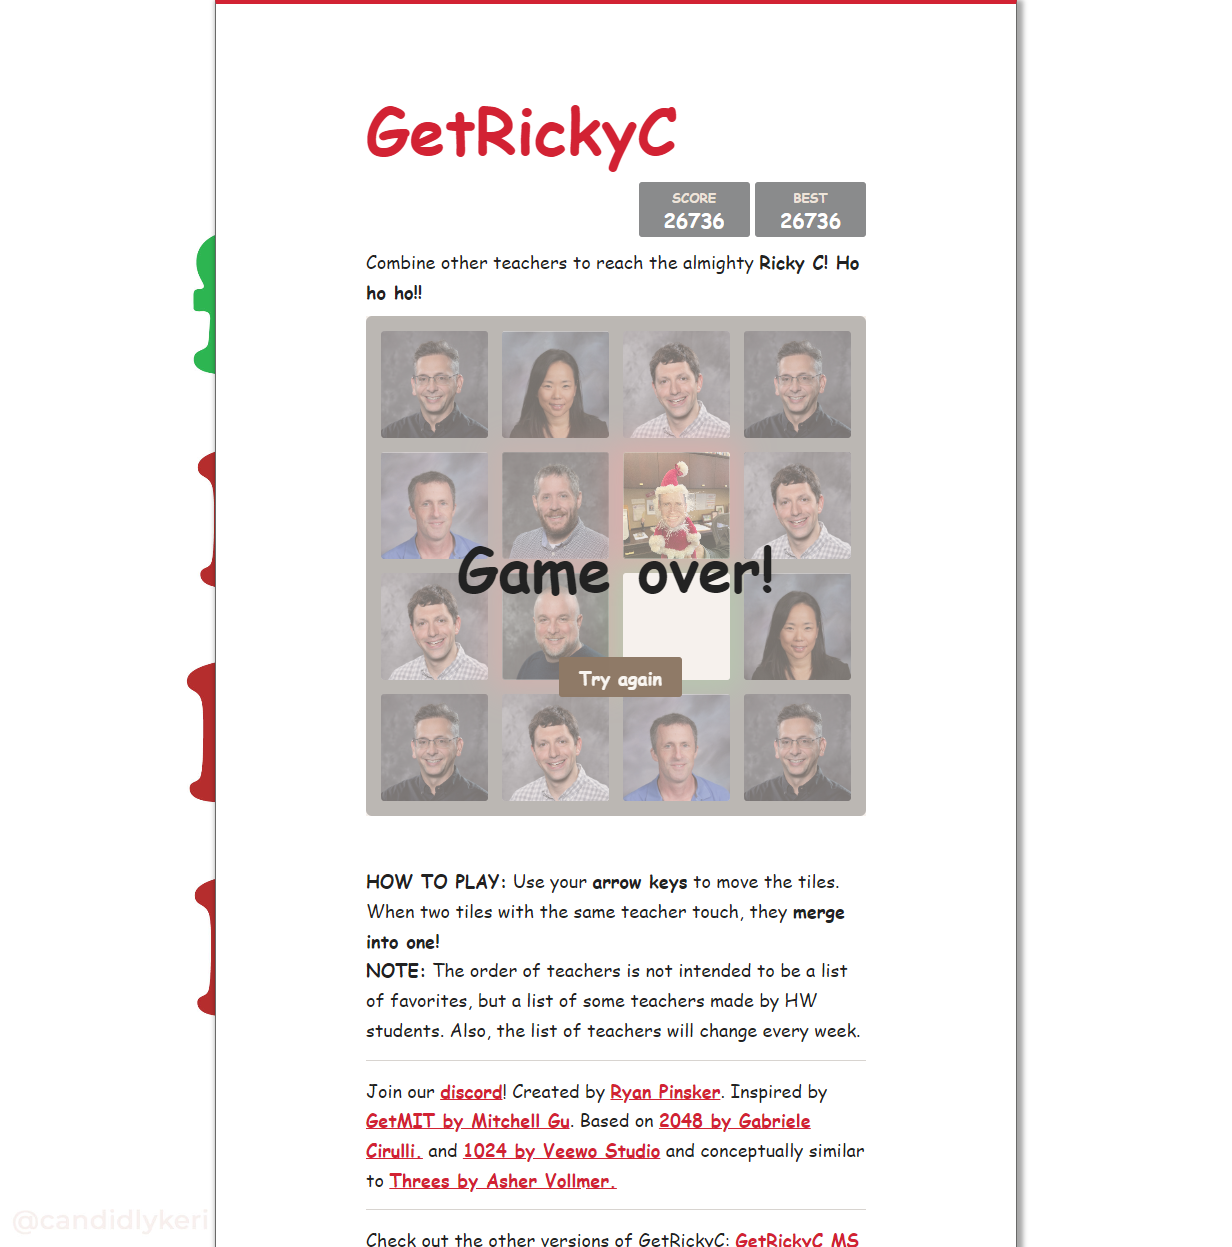 GetRickyC
SCORE
26736
BEST
26736
Combine other teachers to reach the almighty Ricky C! Ho
ho ho!!
Game over!
Try again
HOW TO PLAY: Use your arrow keys to move the tiles.
When two tiles with the same teacher touch, they merge
into one!
NOTE: The order of teachers is not intended to be a list
of favorites, but a list of some teachers made by HW
students. Also, the list of teachers will change every week.
Join our discord! Created by Ryan Pinsker. Inspired by
GetMIT by Mitchell Gu. Based on 2048 by Gabriele
Cirulli. and 1024 by Veewo Studio and conceptually similar
to Threes by Asher Vollmer.
Check out the other versions of GetRickyC: GetRickyC MS
@candidlykeri